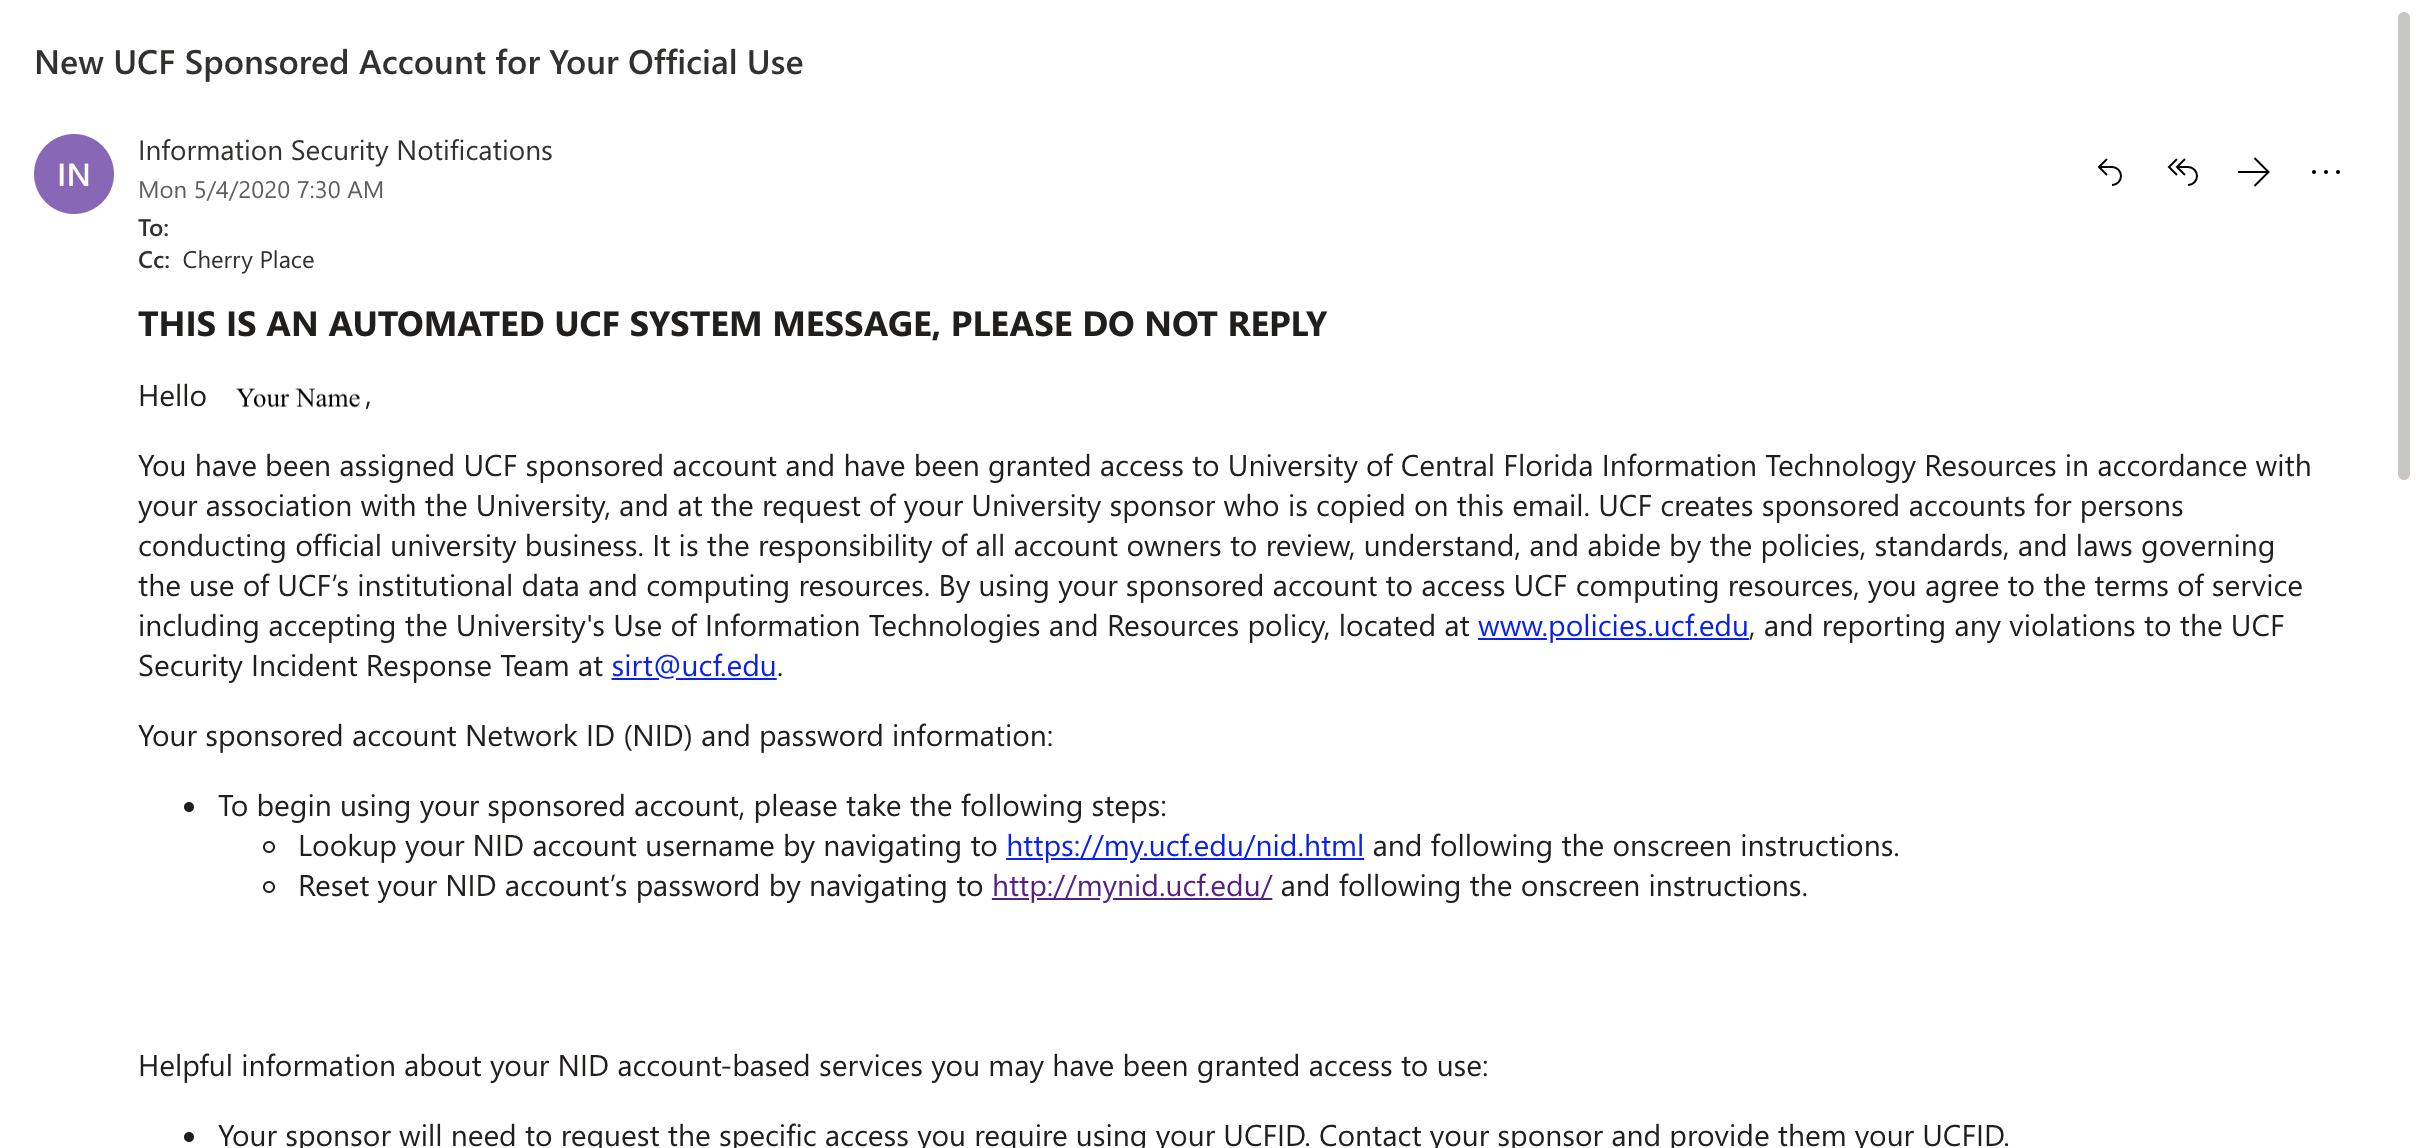 New UCF Sponsored Account for Your Official Use
IN
Information Security Notifications
Mon 5/4/2020 7:30 AM
To:
Cc: Cherry Place
THIS IS AN AUTOMATED UCF SYSTEM MESSAGE, PLEASE DO NOT REPLY
Hello Your Name,
You have been assigned UCF sponsored account and have been granted access to University of Central Florida Information Technology Resources in accordance with
your association with the University, and at the request of your University sponsor who is copied on this email. UCF creates sponsored accounts for persons
conducting official university business. It is the responsibility of all account owners to review, understand, and abide by the policies, standards, and laws governing
the use of UCF’s institutional data and computing resources. By using your sponsored account to access UCF computing resources, you agree to the terms of service
including accepting the University's Use of Information Technologies and Resources policy, located at www.policies.ucf.edu, and reporting any violations to the UCF
Security Incident Response Team at sirt@ucf.edu.
Your sponsored account Network ID (NID) and password information:
• To begin using your sponsored account, please take the following steps:
○ Lookup your NID account username by navigating to https://my.ucf.edu/nid.html and following the onscreen instructions.
○ Reset your NID account’s password by navigating to http://mynid.ucf.edu/ and following the onscreen instructions.
Helpful information about your NID account-based services you may have been granted access to use:
• Your sponsor will need to request the specific access you require using your UCFID. Contact your sponsor and provide them your UCFID.